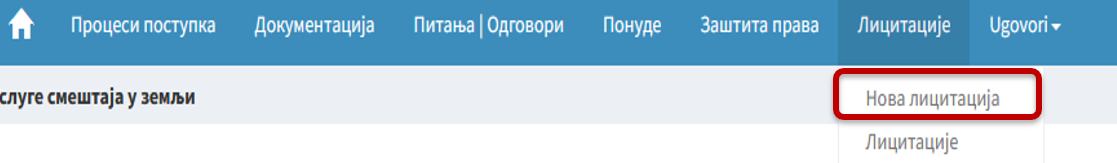 Процеси поступка Документација Питања | Одговори Понуде Заштита права Лицитације Ugovori
слуге смештаја у земљи
Нова лицитација
Лицитације